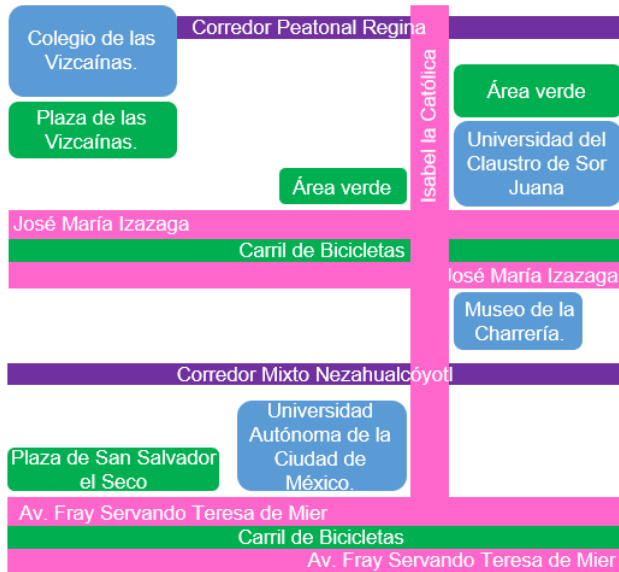 Colegio de las
Vizcaínas.
Corredor Peatonal Regina
Isabel la Católica
Área verde
Plaza de las
Vizcaínas.
Universidad del
Claustro de Sor
Juana
Área verde
José María Izazaga
Carril de Bicicletas
José María Izazaga
Museo de la
Charrería.
Corredor Mixto Nezahualcóyotl
Universidad
Autónoma de la
Ciudad de
México.
Plaza de San Salvador
el Seco
Av. Fray Servando Teresa de Mier
Carril de Bicicletas
Av. Fray Servando Teresa de Mier